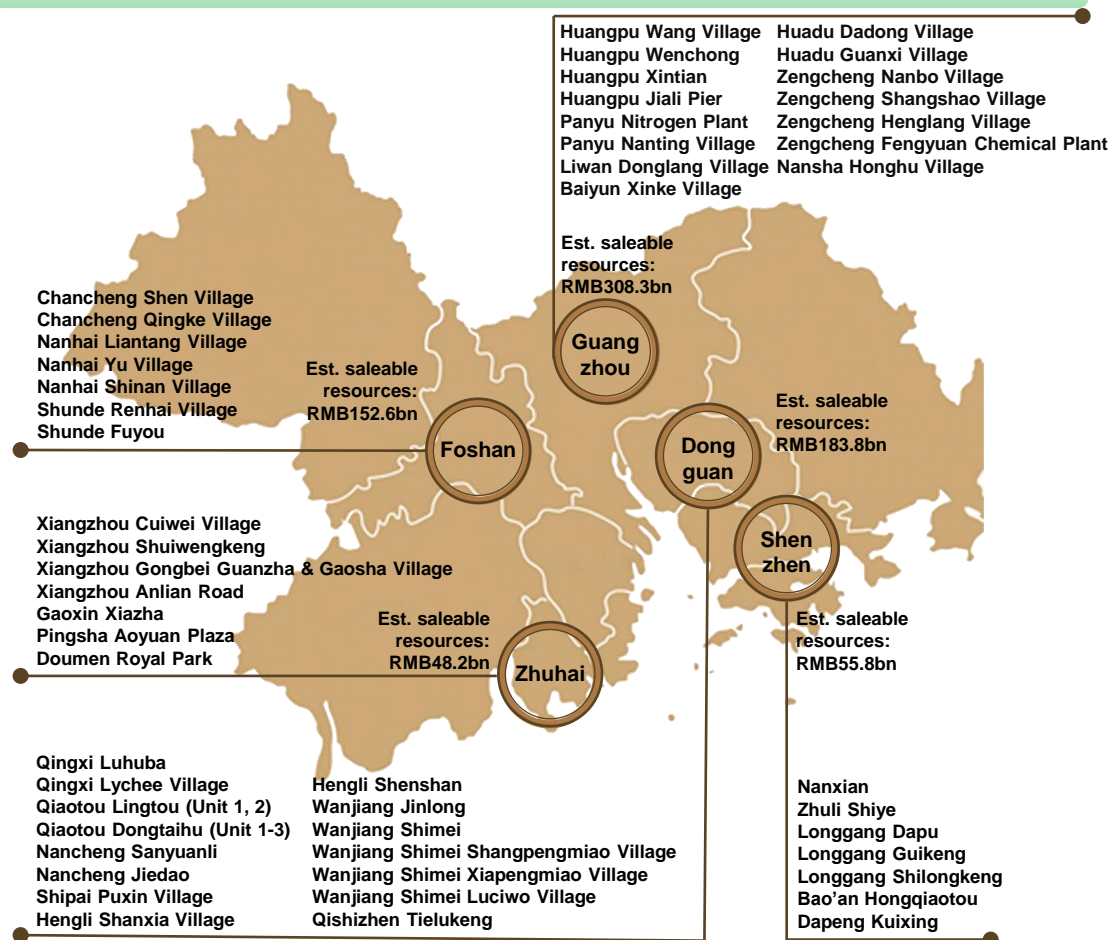 Huangpu Wang Village
Huangpu Wenchong
Huangpu Xintian
Huangpu Jiali Pier
Panyu Nitrogen Plant
Panyu Nanting Village
Liwan Donglang Village
Baiyun Xinke Village
Huadu Dadong Village
Huadu Guanxi Village
Zengcheng Nanbo Village
Zengcheng Shangshao Village
Zengcheng Henglang Village
Zengcheng Fengyuan Chemical Plant
Nansha Honghu Village
Est. saleable
resources:
RMB308.3bn
Guang
zhou
Chancheng Shen Village
Chancheng Qingke Village
Nanhai Liantang Village
Nanhai Yu Village
Nanhai Shinan Village
Shunde Renhai Village
Shunde Fuyou
Est. saleable
resources:
RMB152.6bn
Foshan
Est. saleable
resources:
RMB183.8bn
Dong
guan
Shen
zhen
Est. saleable
resources:
RMB55.8bn
Xiangzhou Cuiwei Village
Xiangzhou Shuiwengkeng
Xiangzhou Gongbei Guanzha & Gaosha Village
Xiangzhou Anlian Road
Gaoxin Xiazha
Pingsha Aoyuan Plaza
Doumen Royal Park
Est. saleable
resources:
RMB48.2bn
Zhuhai
Qingxi Luhuba
Qingxi Lychee Village
Qiaotou Lingtou (Unit 1, 2)
Qiaotou Dongtaihu (Unit 1-3)
Nancheng Sanyuanli
Nancheng Jiedao
Shipai Puxin Village
Hengli Shanxia Village
Hengli Shenshan
Wanjiang Jinlong
Wanjiang Shimei
Wanjiang Shimei Shangpengmiao Village
Wanjiang Shimei Xiapengmiao Village
Wanjiang Shimei Luciwo Village
Qishizhen Tielukeng
Nanxian
Zhuli Shiye
Longgang Dapu
Longgang Guikeng
Longgang Shilongkeng
Bao'an Hongqiaotou
Dapeng Kuixing